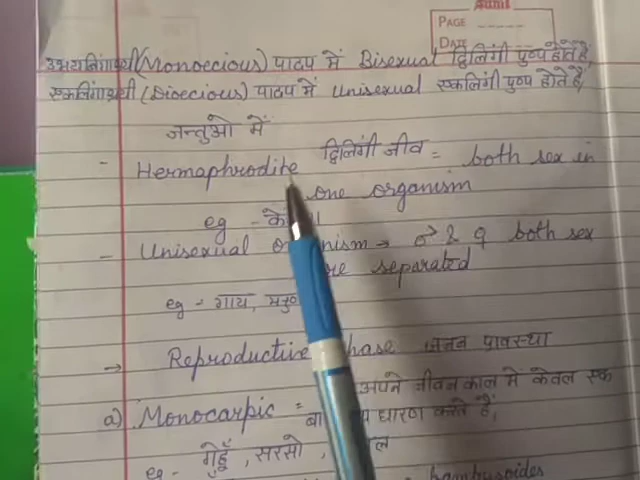 Sumit
PAGE
DATE
उभयलिंगाश्रयी (Monoecious) पादप में Bisexual द्विलिंगी पुष्प होते हैं,
एकलिंगाश्रयी (Dioecious) पादप में Unisexual एकलिंगी पुष्प होते हैं,
जन्तुओ में
- Hermaphrodite द्विलिंगी जीव = both sex in
one organism
eg -
- Unisexual organism → ♂ & ♀ both sex
separated
eg = गाय,
→ Reproductive phase जनन प्रावस्था
अपने जीवनकाल में केवल एक
a) Monocarpic = धारण करते हैं,
eg - गेहूँ, सरसो,
bambusoides